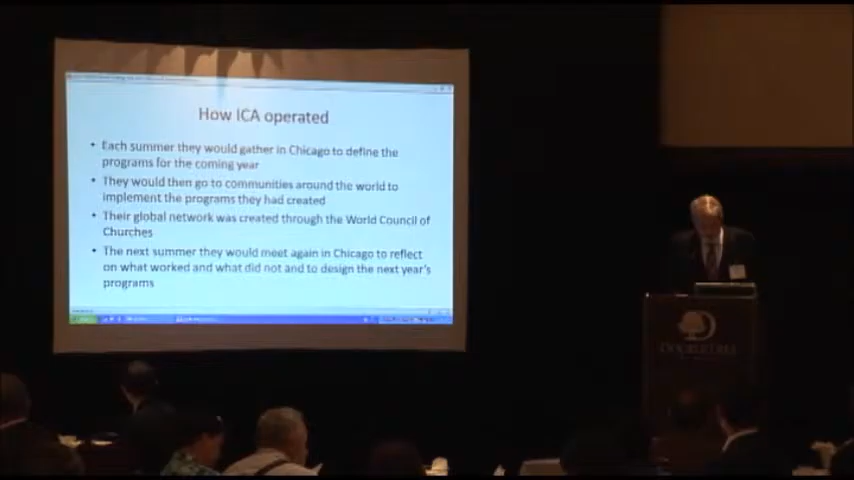 How ICA operated
• Each summer they would gather in Chicago to define the
programs for the coming year
• They would then go to communities around the world to
implement the programs they had created
• Their global network was created through the World Council of
Churches
• The next summer they would meet again in Chicago to reflect
on what worked and what did not and to design the next year's
programs
DOUBLETREE